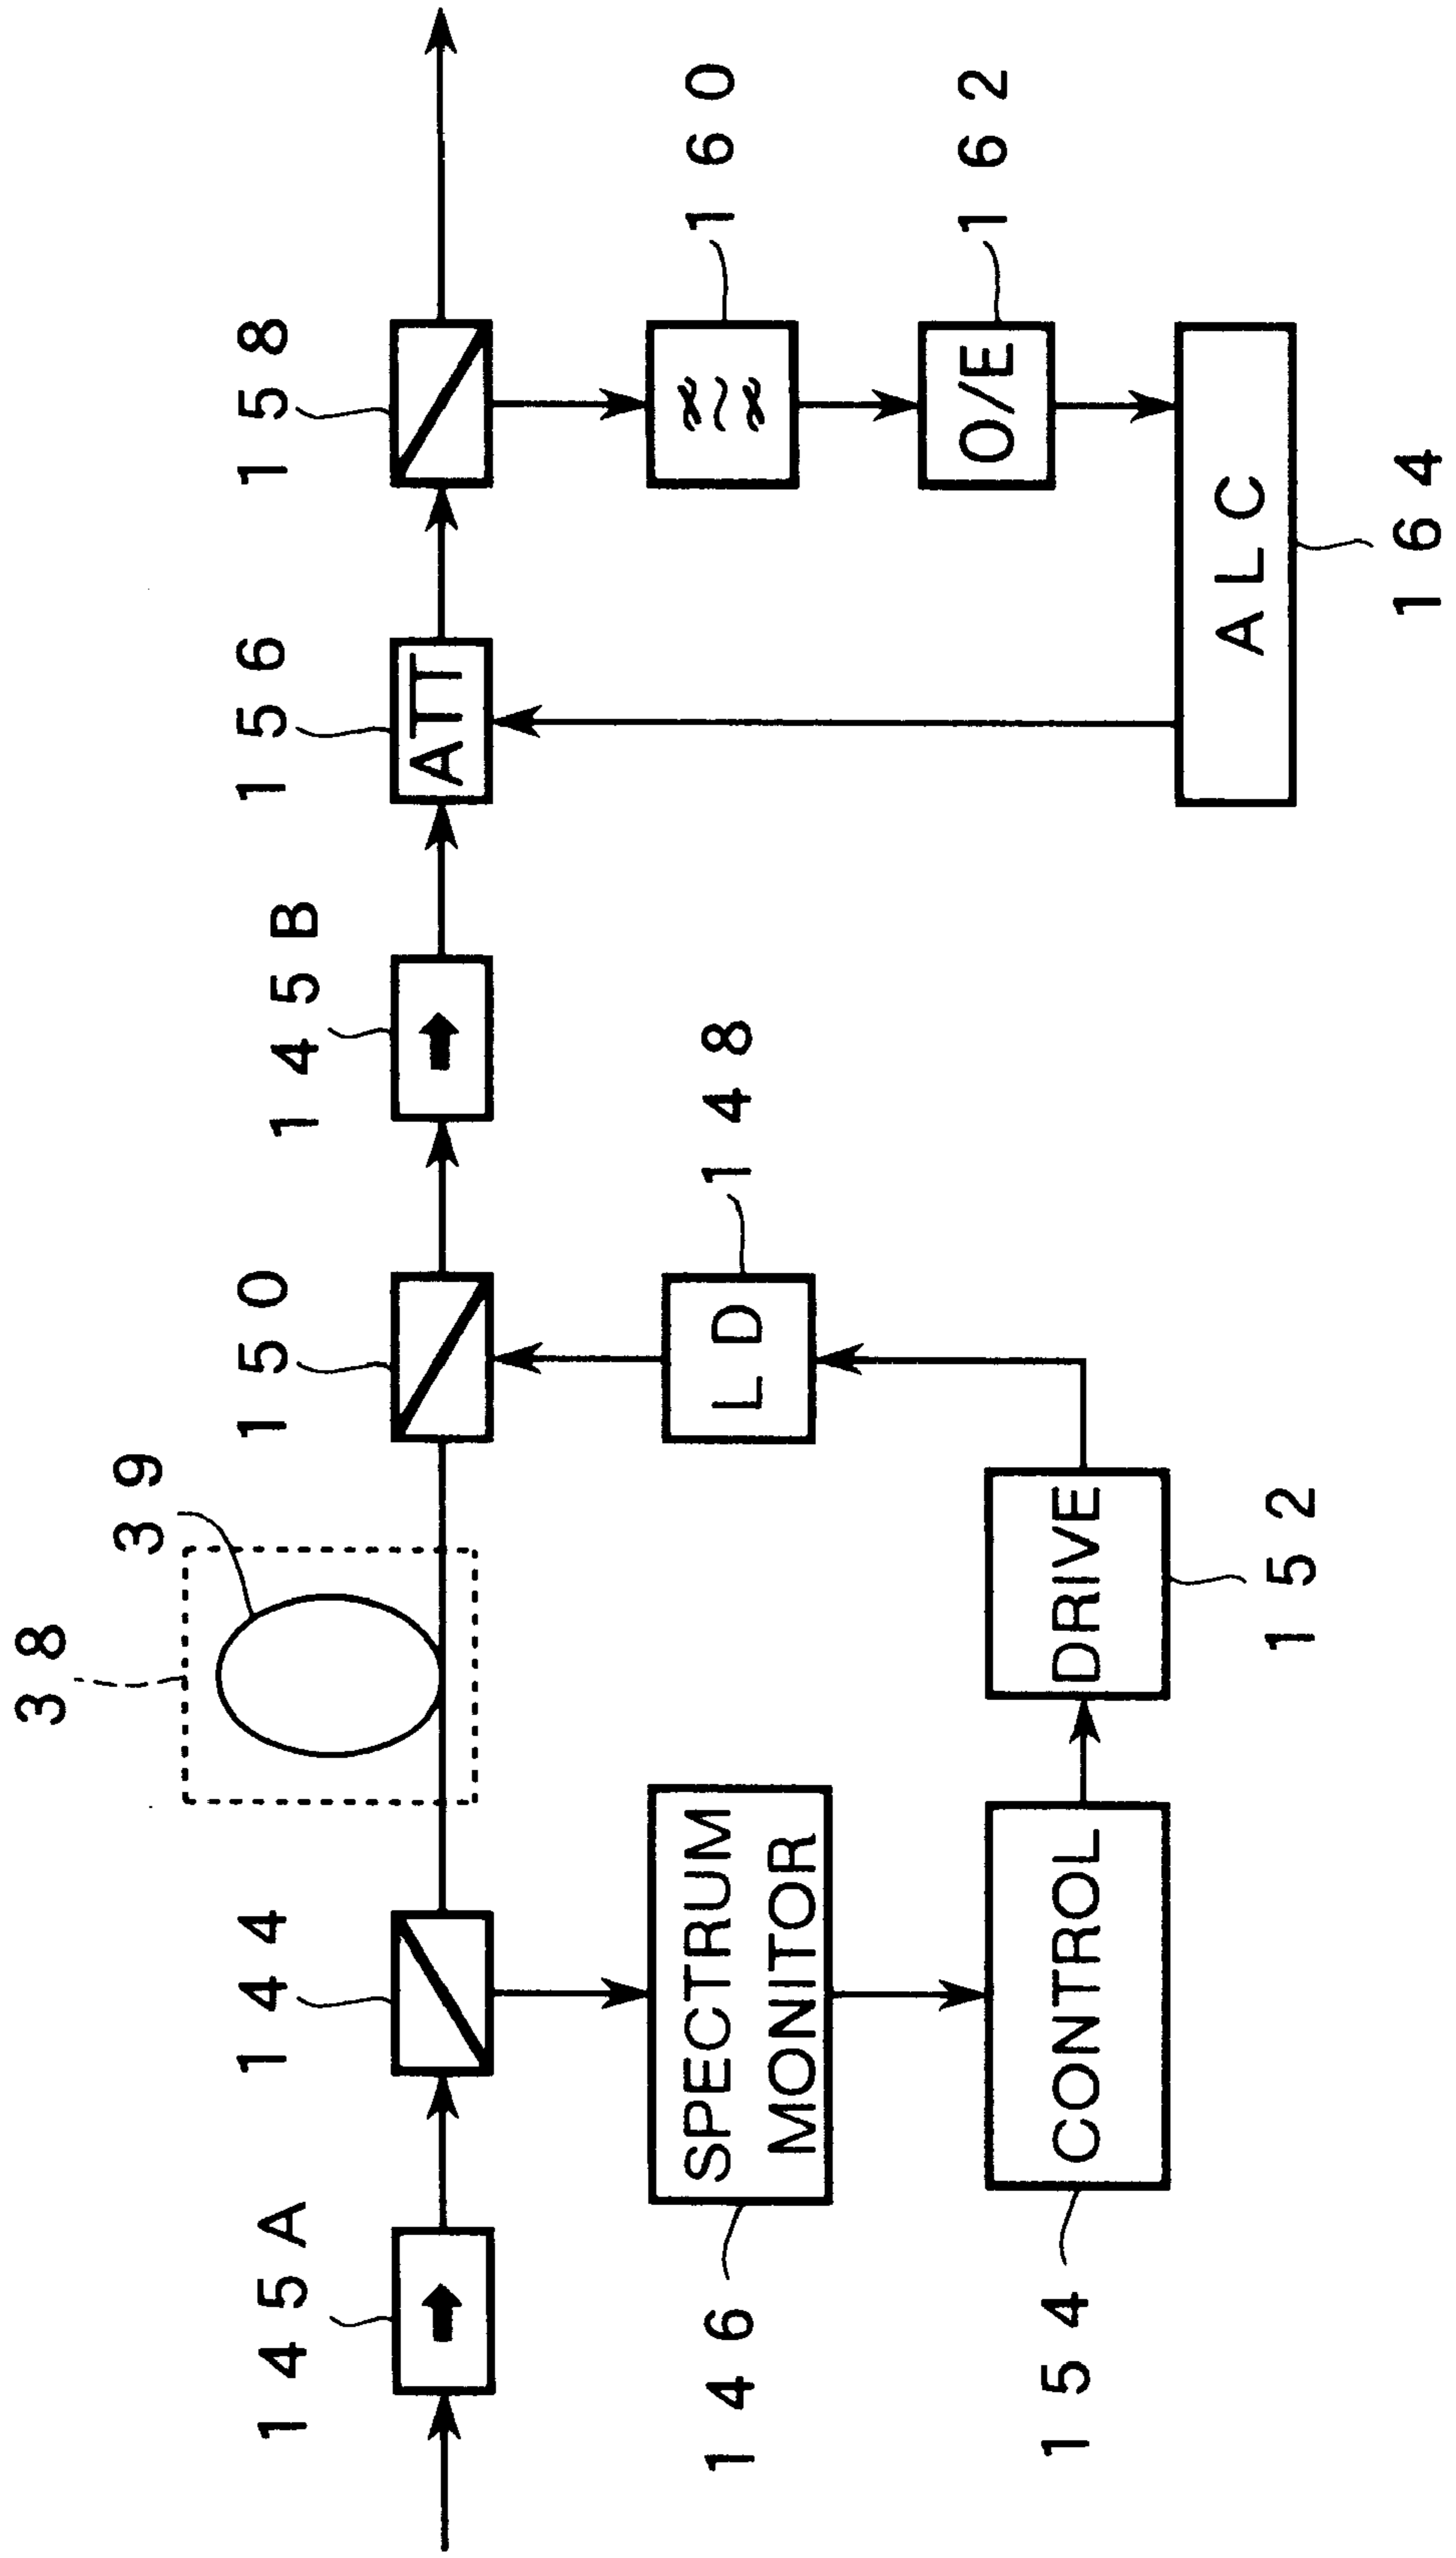 38
39
145A
144
150
145B
156
ATT
158
146
SPECTRUM
MONITOR
LD
148
160
154
CONTROL
DRIVE
152
O/E
162
ALC
164